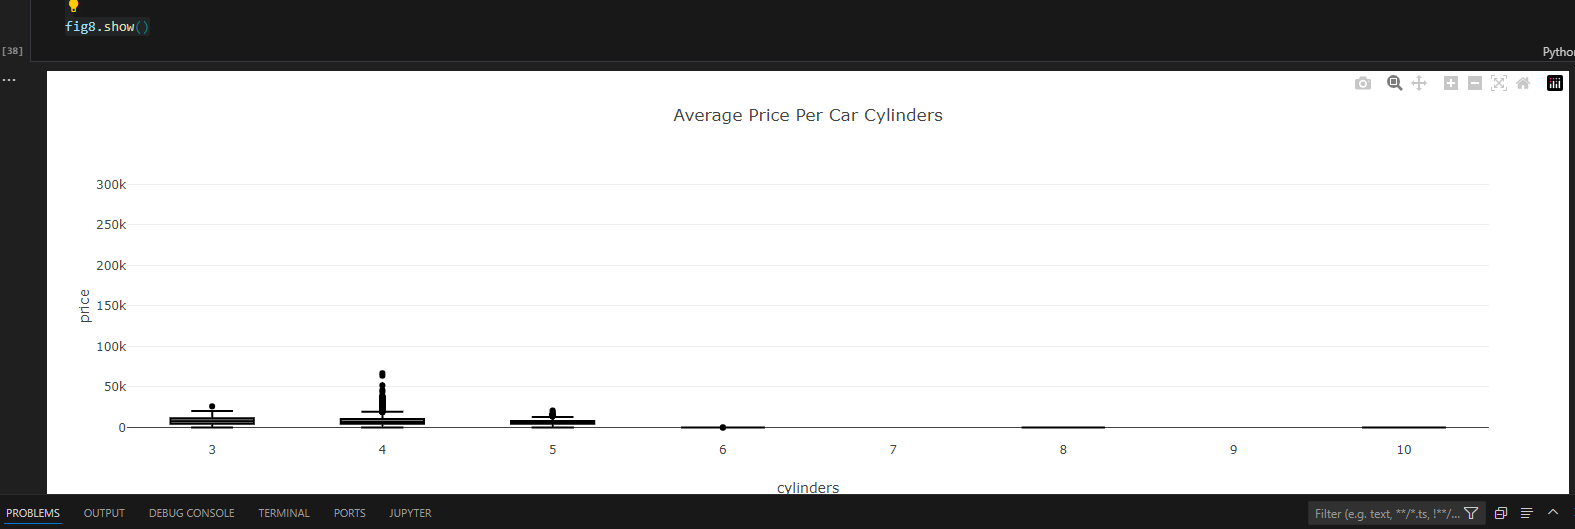 fig8.show()
[38]
Pytho
...
Average Price Per Car Cylinders
300k
250k
200k
150k
100k
50k
0
price
3 4 5 6 7 8 9 10
cylinders
PROBLEMS OUTPUT DEBUG CONSOLE TERMINAL PORTS JUPYTER Filter (e.g. text, **/*.ts, !**/...